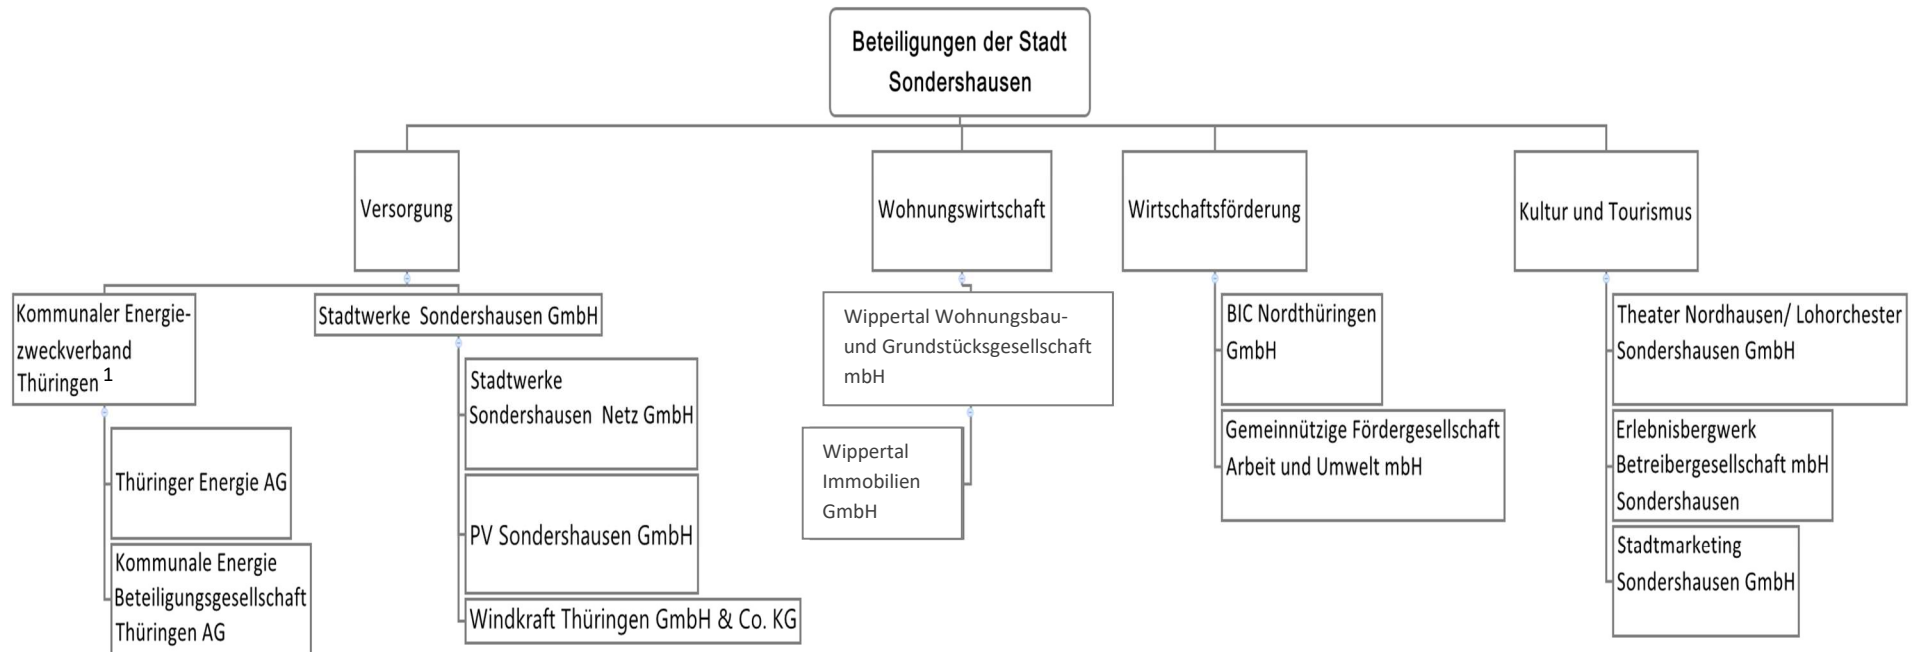 Beteiligungen der Stadt
Sondershausen
Versorgung
Wohnungswirtschaft
Wirtschaftsförderung
Kultur und Tourismus
Kommunaler Energie-
zweckverband
Thüringen 1
Stadtwerke Sondershausen GmbH
Thüringer Energie AG
Kommunale Energie
Beteiligungsgesellschaft
Thüringen AG
Stadtwerke
Sondershausen Netz GmbH
PV Sondershausen GmbH
Windkraft Thüringen GmbH & Co. KG
Wippertal Wohnungsbau-
und Grundstücksgesellschaft
mbH
Wippertal
Immobilien
GmbH
BIC Nordthüringen
GmbH
Gemeinnützige Fördergesellschaft
Arbeit und Umwelt mbH
Theater Nordhausen/ Lohorchester
Sondershausen GmbH
Erlebnisbergwerk
Betreibergesellschaft mbH
Sondershausen
Stadtmarketing
Sondershausen GmbH